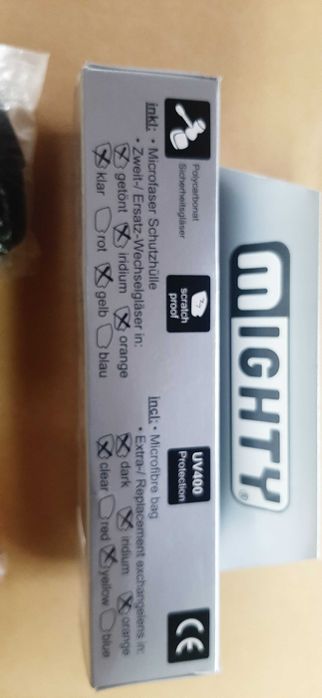 MIGHTY®
Polycarbonat
Sicherheitsgläser
scratch
proof
UV400
Protection
CE
inkl: • Microfaser Schutzhülle
• Zweit-/ Ersatz-Wechselgläser in:
getönt iridium orange
klar rot gelb blau
incl: • Microfibre bag
• Extra-/ Replacement exchangelens in:
dark iridium orange
clear red yellow blue